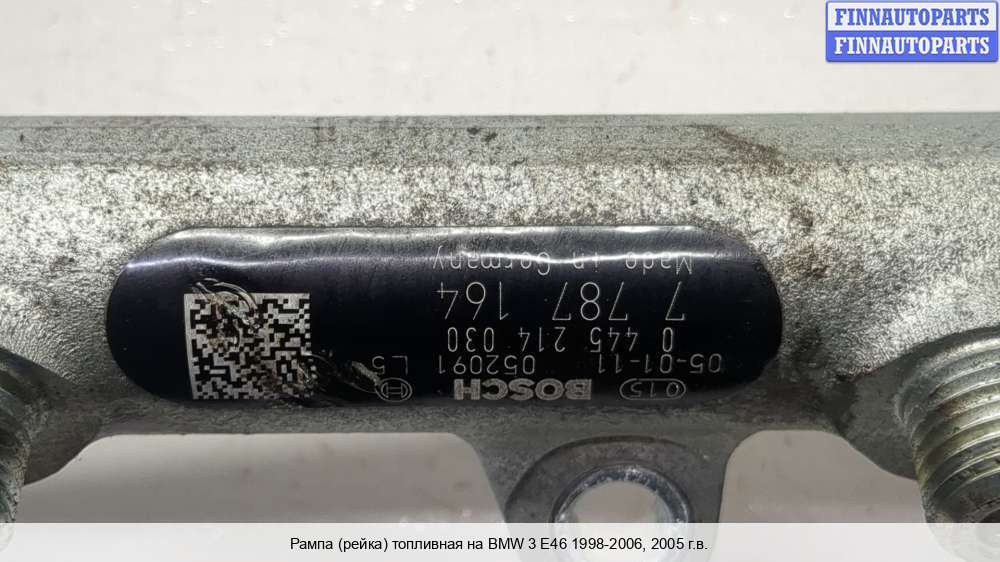 FINNAUTOPARTS
FINNAUTOPARTS
015 BOSCH
05-01-11 052091 L5
0 445 214 030
7 787 164
Made in Germany
Рампа (рейка) топливная на BMW 3 E46 1998-2006, 2005 г.в.